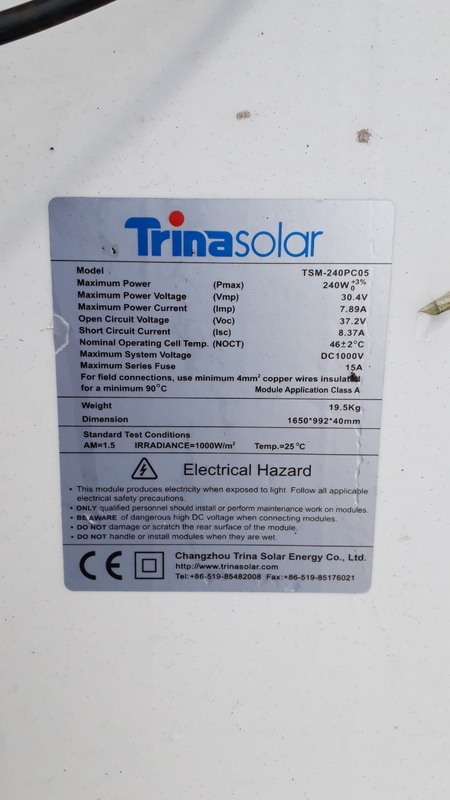 Trinasolar
Model TSM-240PC05
Maximum Power (Pmax) 240W +3% 0
Maximum Power Voltage (Vmp) 30.4V
Maximum Power Current (Imp) 7.89A
Open Circuit Voltage (Voc) 37.2V
Short Circuit Current (Isc) 8.37A
Nominal Operating Cell Temp. (NOCT) 46±2°C
Maximum System Voltage DC1000V
Maximum Series Fuse 15A
For field connections, use minimum 4mm² copper wires insulated
for a minimum 90°C Module Application Class A
Weight 19.5Kg
Dimension 1650*992*40mm
Standard Test Conditions
AM=1.5 IRRADIANCE=1000W/m² Temp.=25°C
Electrical Hazard
• This module produces electricity when exposed to light. Follow all applicable
electrical safety precautions.
• ONLY qualified personnel should install or perform maintenance work on modules.
• BE AWARE of dangerous high DC voltage when connecting modules.
• DO NOT damage or scratch the rear surface of the module.
• DO NOT handle or install modules when they are wet.
CE Changzhou Trina Solar Energy Co., Ltd.
http://www.trinasolar.com
Tel:+86-519-85482008 Fax:+86-519-85176021